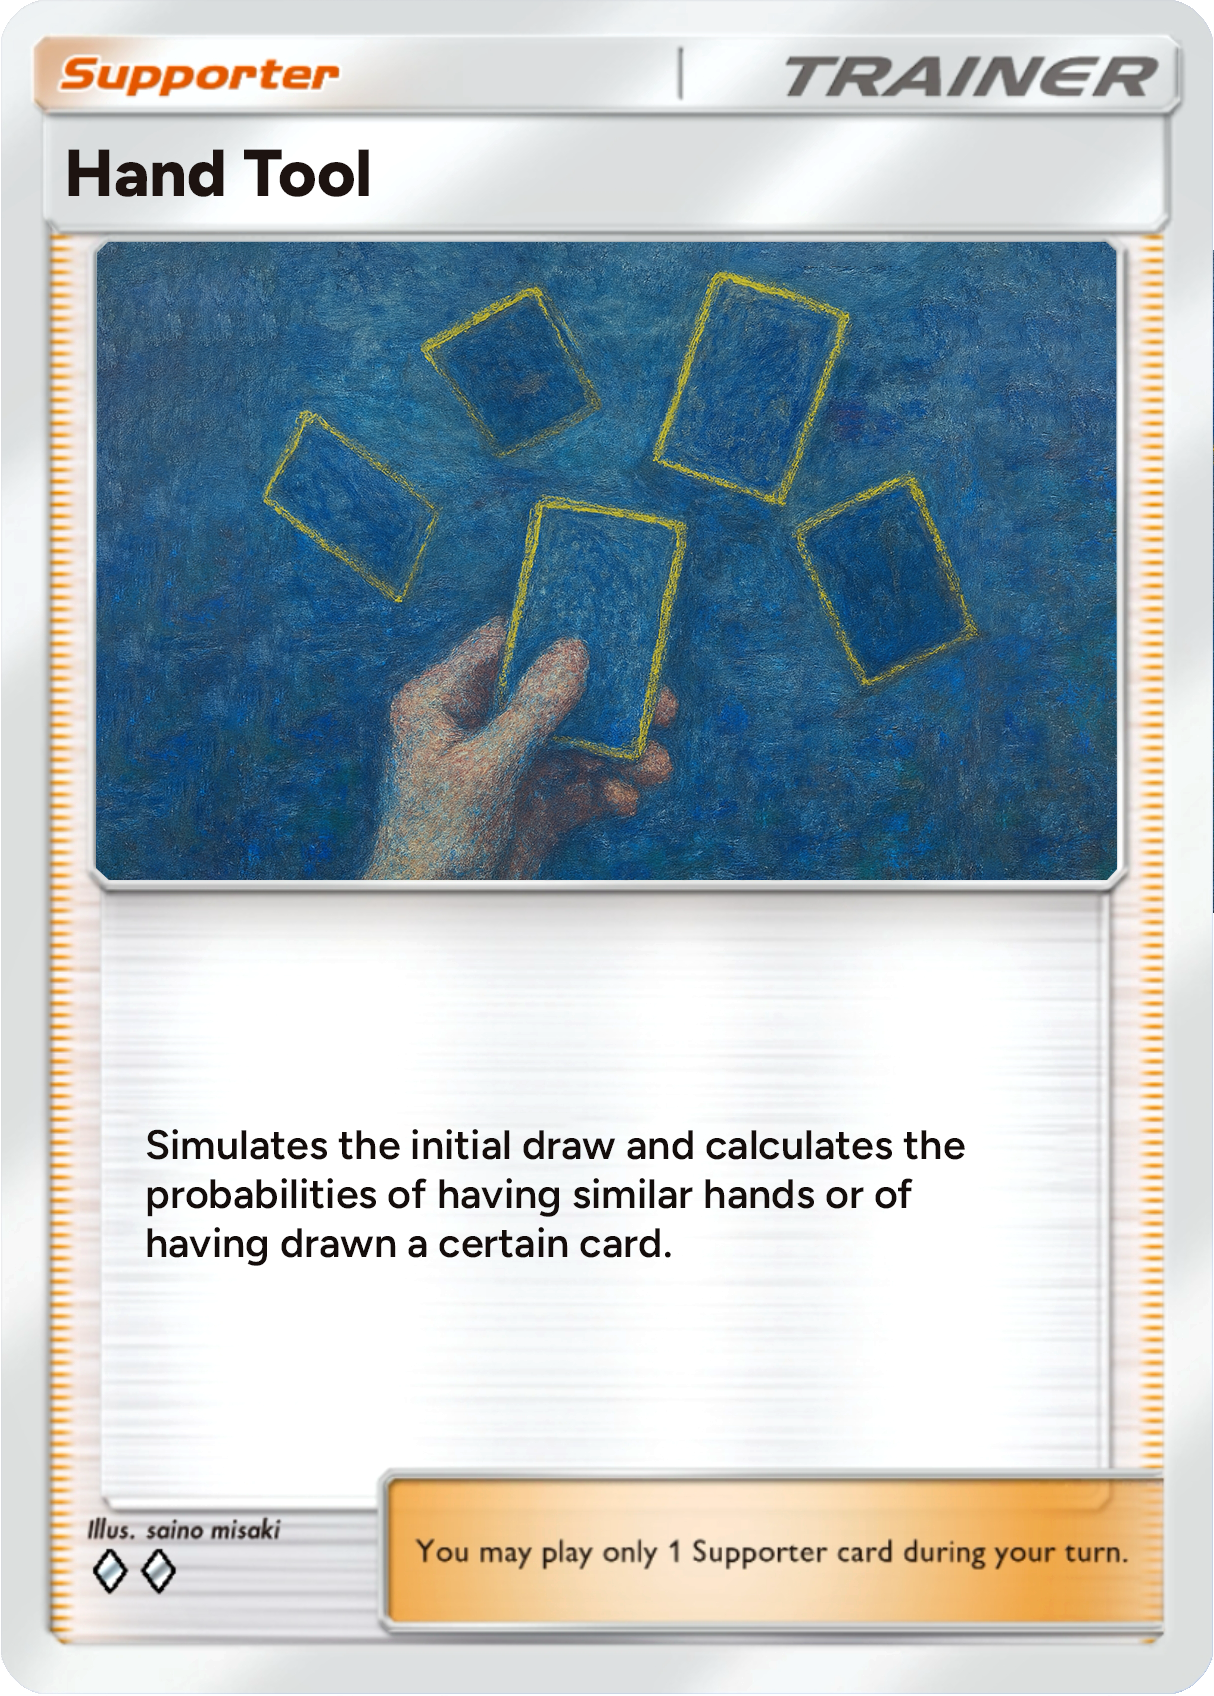 Supporter
TRAINER
Hand Tool
Simulates the initial draw and calculates the
probabilities of having similar hands or of
having drawn a certain card.
Illus. saino misaki
You may play only 1 Supporter card during your turn.